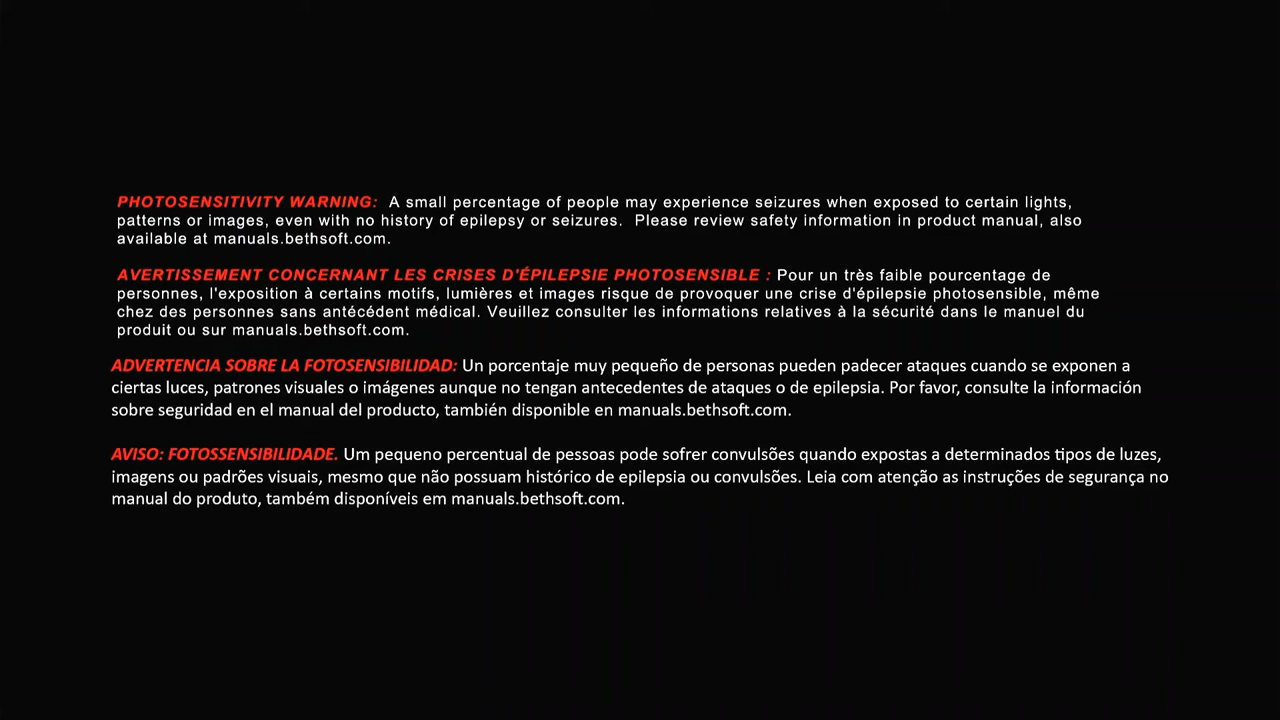 PHOTOSENSITIVITY WARNING: A small percentage of people may experience seizures when exposed to certain lights,
patterns or images, even with no history of epilepsy or seizures. Please review safety information in product manual, also
available at manuals.bethsoft.com.
AVERTISSEMENT CONCERNANT LES CRISES D'ÉPILEPSIE PHOTOSENSIBLE : Pour un très faible pourcentage de
personnes, l'exposition à certains motifs, lumières et images risque de provoquer une crise d'épilepsie photosensible, même
chez des personnes sans antécédent médical. Veuillez consulter les informations relatives à la sécurité dans le manuel du
produit ou sur manuals.bethsoft.com.
ADVERTENCIA SOBRE LA FOTOSENSIBILIDAD: Un porcentaje muy pequeño de personas pueden padecer ataques cuando se exponen a
ciertas luces, patrones visuales o imágenes aunque no tengan antecedentes de ataques o de epilepsia. Por favor, consulte la información
sobre seguridad en el manual del producto, también disponible en manuals.bethsoft.com.
AVISO: FOTOSSENSIBILIDADE. Um pequeno percentual de pessoas pode sofrer convulsões quando expostas a determinados tipos de luzes,
imagens ou padrões visuais, mesmo que não possuam histórico de epilepsia ou convulsões. Leia com atenção as instruções de segurança no
manual do produto, também disponíveis em manuals.bethsoft.com.